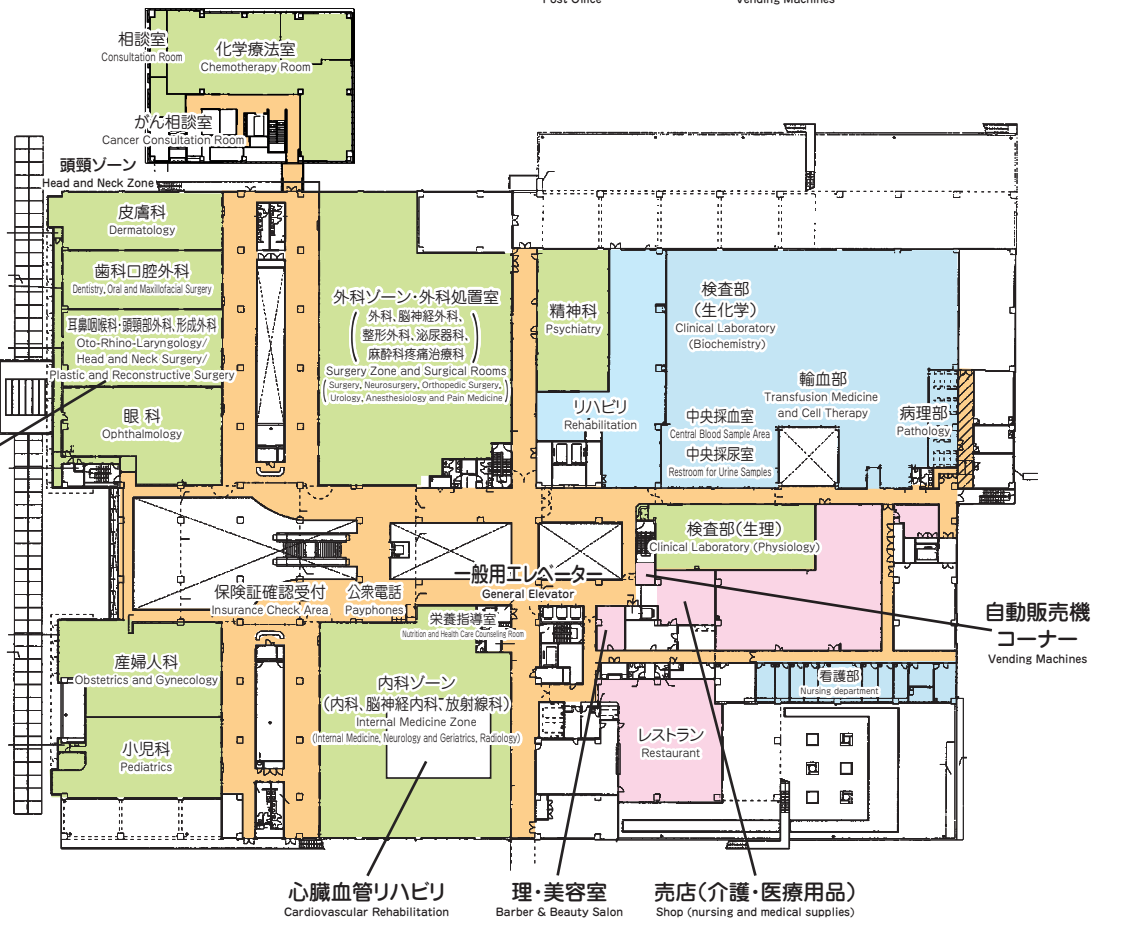 Post Office
Vending Machines
相談室
Consultation Room
化学療法室
Chemotherapy Room
がん相談室
Cancer Consultation Room
頭頸ゾーン
Head and Neck Zone
皮膚科
Dermatology
歯科口腔外科
Dentistry, Oral and Maxillofacial Surgery
耳鼻咽喉科・頭頸部外科、形成外科
Oto-Rhino-Laryngology/
Head and Neck Surgery/
Plastic and Reconstructive Surgery
眼科
Ophthalmology
外科ゾーン・外科処置室
(外科、脳神経外科、
整形外科、泌尿器科、
麻酔科疼痛治療科)
Surgery Zone and Surgical Rooms
(Surgery, Neurosurgery, Orthopedic Surgery,
Urology, Anesthesiology and Pain Medicine)
精神科
Psychiatry
リハビリ
Rehabilitation
検査部
(生化学)
Clinical Laboratory
(Biochemistry)
輸血部
Transfusion Medicine
and Cell Therapy
中央採血室
Central Blood Sample Area
中央採尿室
Restroom for Urine Samples
病理部
Pathology
検査部(生理)
Clinical Laboratory (Physiology)
一般用エレベーター
General Elevator
保険証確認受付
Insurance Check Area
公衆電話
Payphones
栄養指導室
Nutrition and Health Care Counseling Room
自動販売機
コーナー
Vending Machines
産婦人科
Obstetrics and Gynecology
内科ゾーン
(内科、脳神経内科、放射線科)
Internal Medicine Zone
(Internal Medicine, Neurology and Geriatrics, Radiology)
看護部
Nursing department
小児科
Pediatrics
レストラン
Restaurant
心臓血管リハビリ
Cardiovascular Rehabilitation
理・美容室
Barber & Beauty Salon
売店(介護・医療用品)
Shop (nursing and medical supplies)